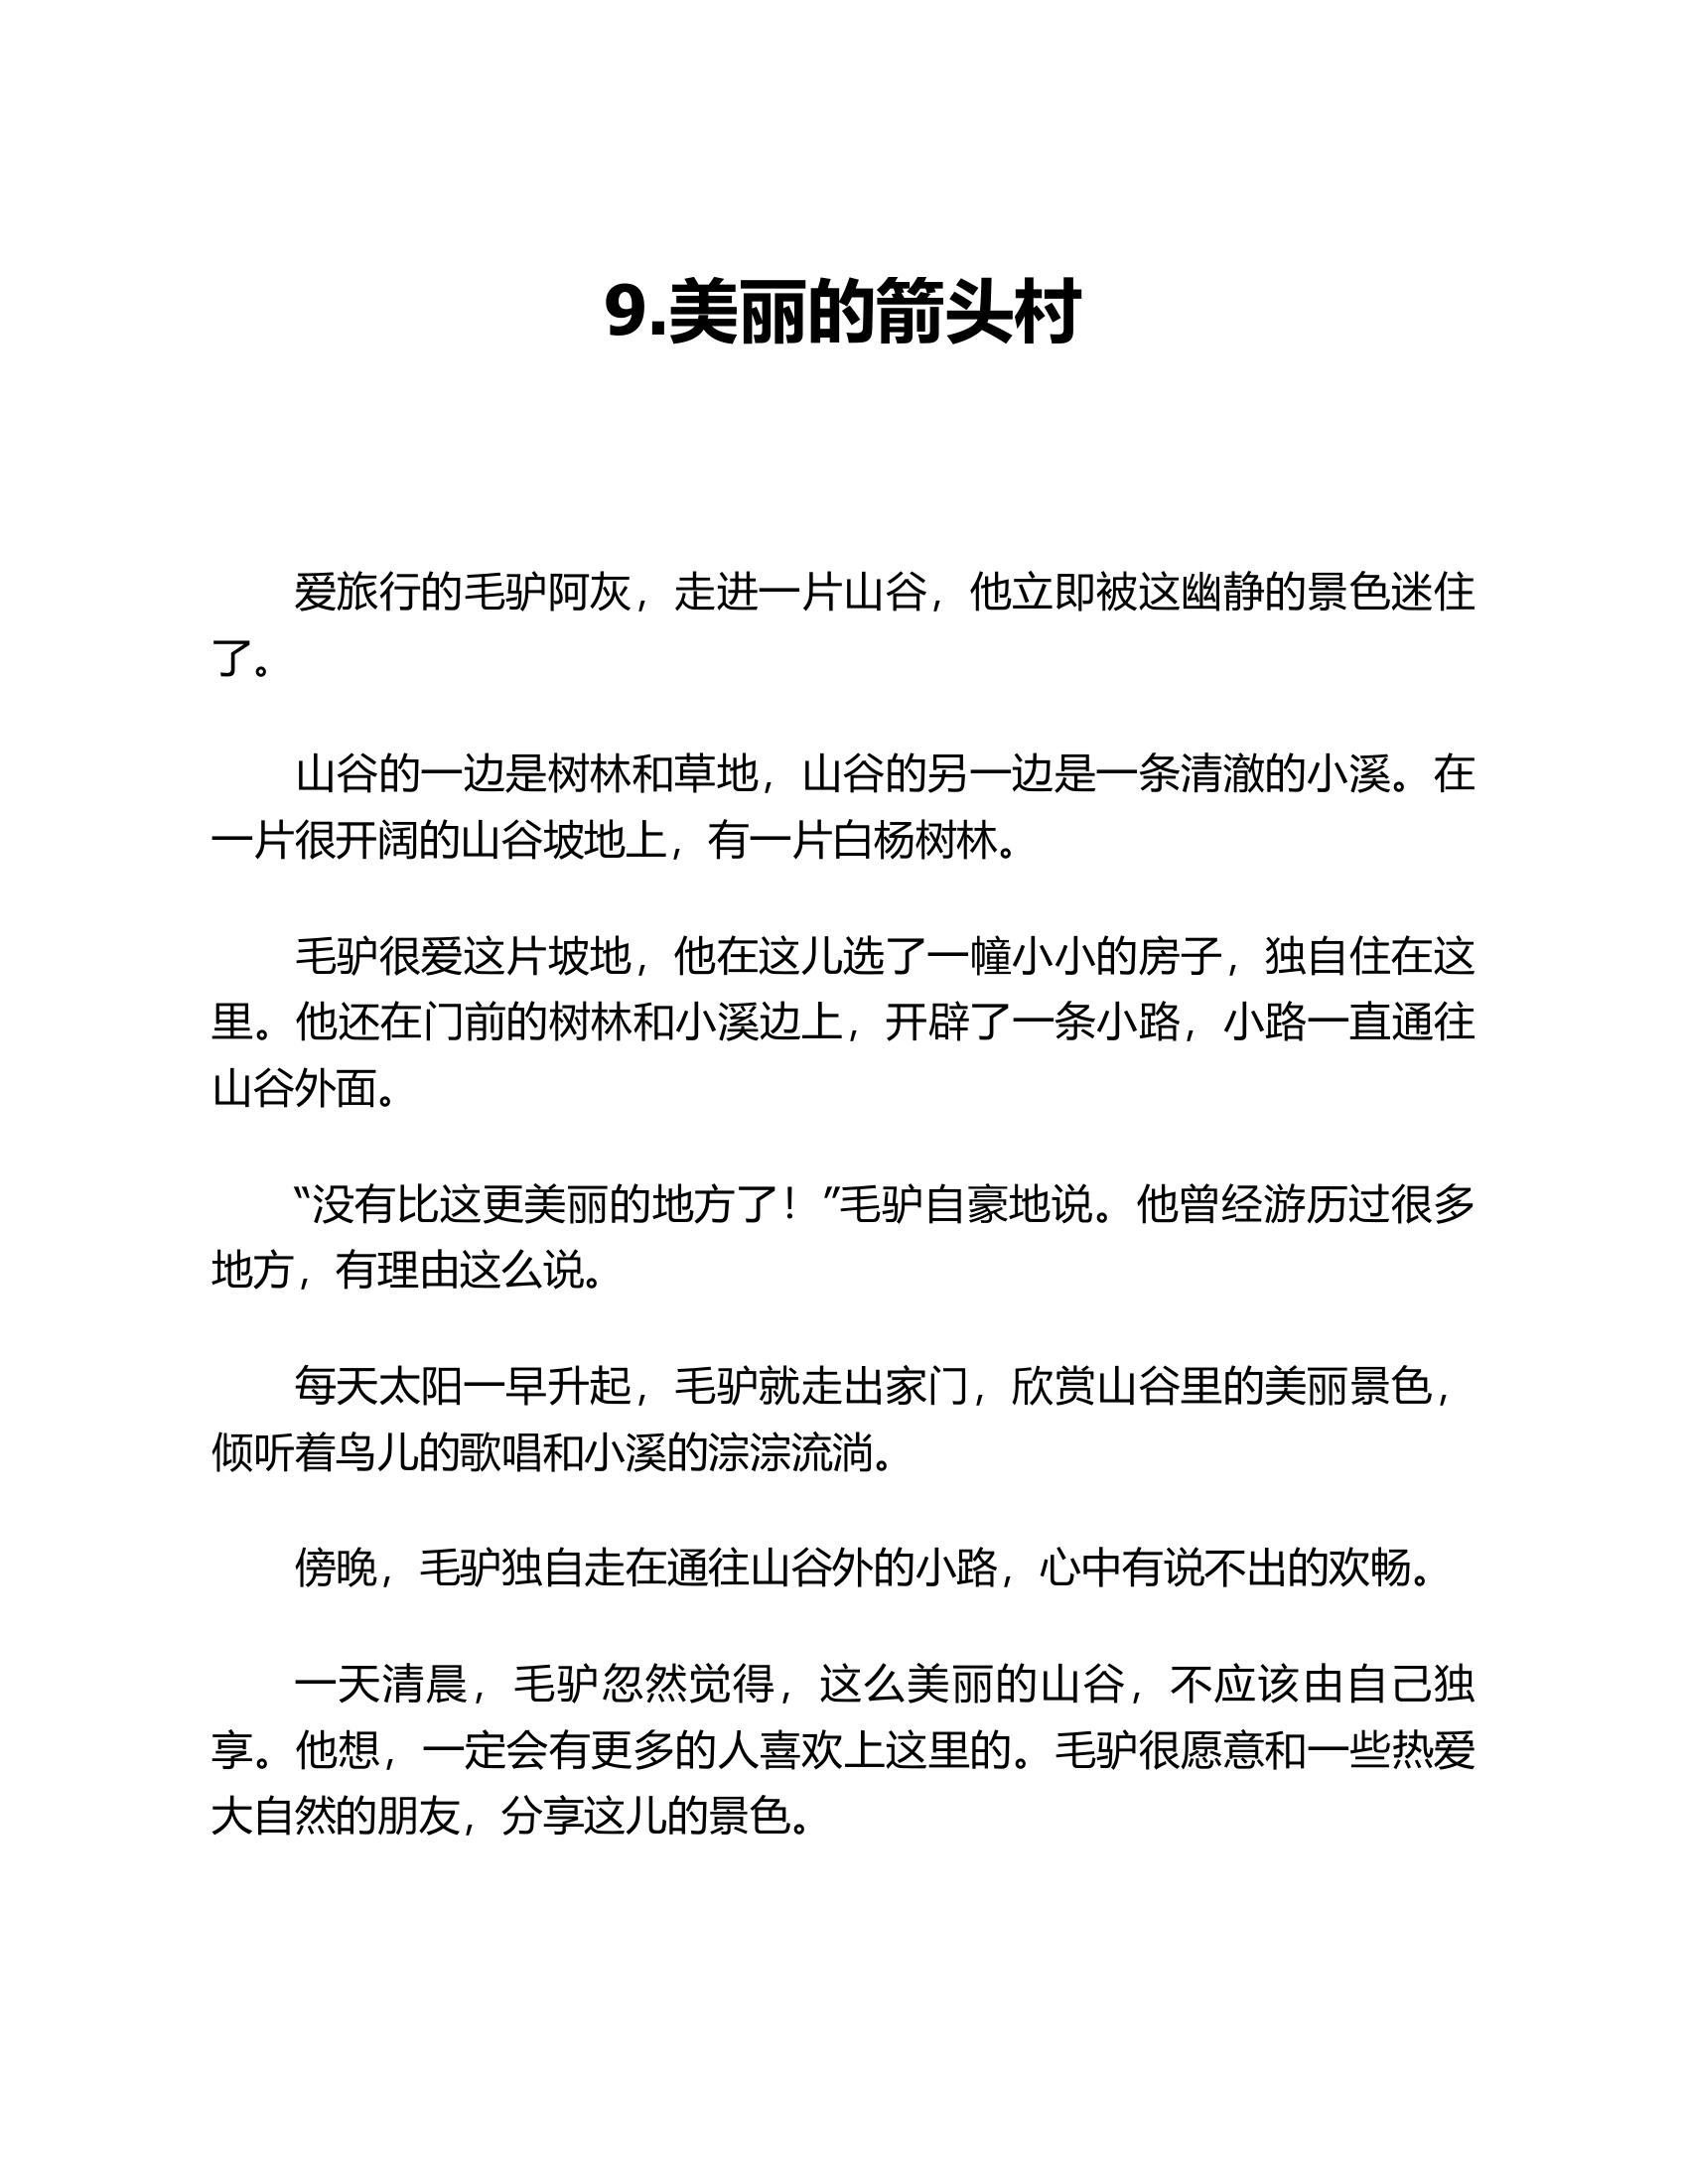 9.美丽的箭头村
爱旅行的毛驴阿灰，走进一片山谷，他立即被这幽静的景色迷住
了。
山谷的一边是树林和草地，山谷的另一边是一条清澈的小溪。在
一片很开阔的山谷坡地上，有一片白杨树林。
毛驴很爱这片坡地，他在这儿选了一幢小小的房子，独自住在这
里。他还在门前的树林和小溪边上，开辟了一条小路，小路一直通往
山谷外面。
“没有比这更美丽的地方了！”毛驴自豪地说。他曾经游历过很多
地方，有理由这么说。
每天太阳一早升起，毛驴就走出家门，欣赏山谷里的美丽景色，
倾听着鸟儿的歌唱和小溪的淙淙流淌。
傍晚，毛驴独自走在通往山谷外的小路，心中有说不出的欢畅。
一天清晨，毛驴忽然觉得，这么美丽的山谷，不应该由自己独
享。他想，一定会有更多的人喜欢上这里的。毛驴很愿意和一些热爱
大自然的朋友，分享这儿的景色。